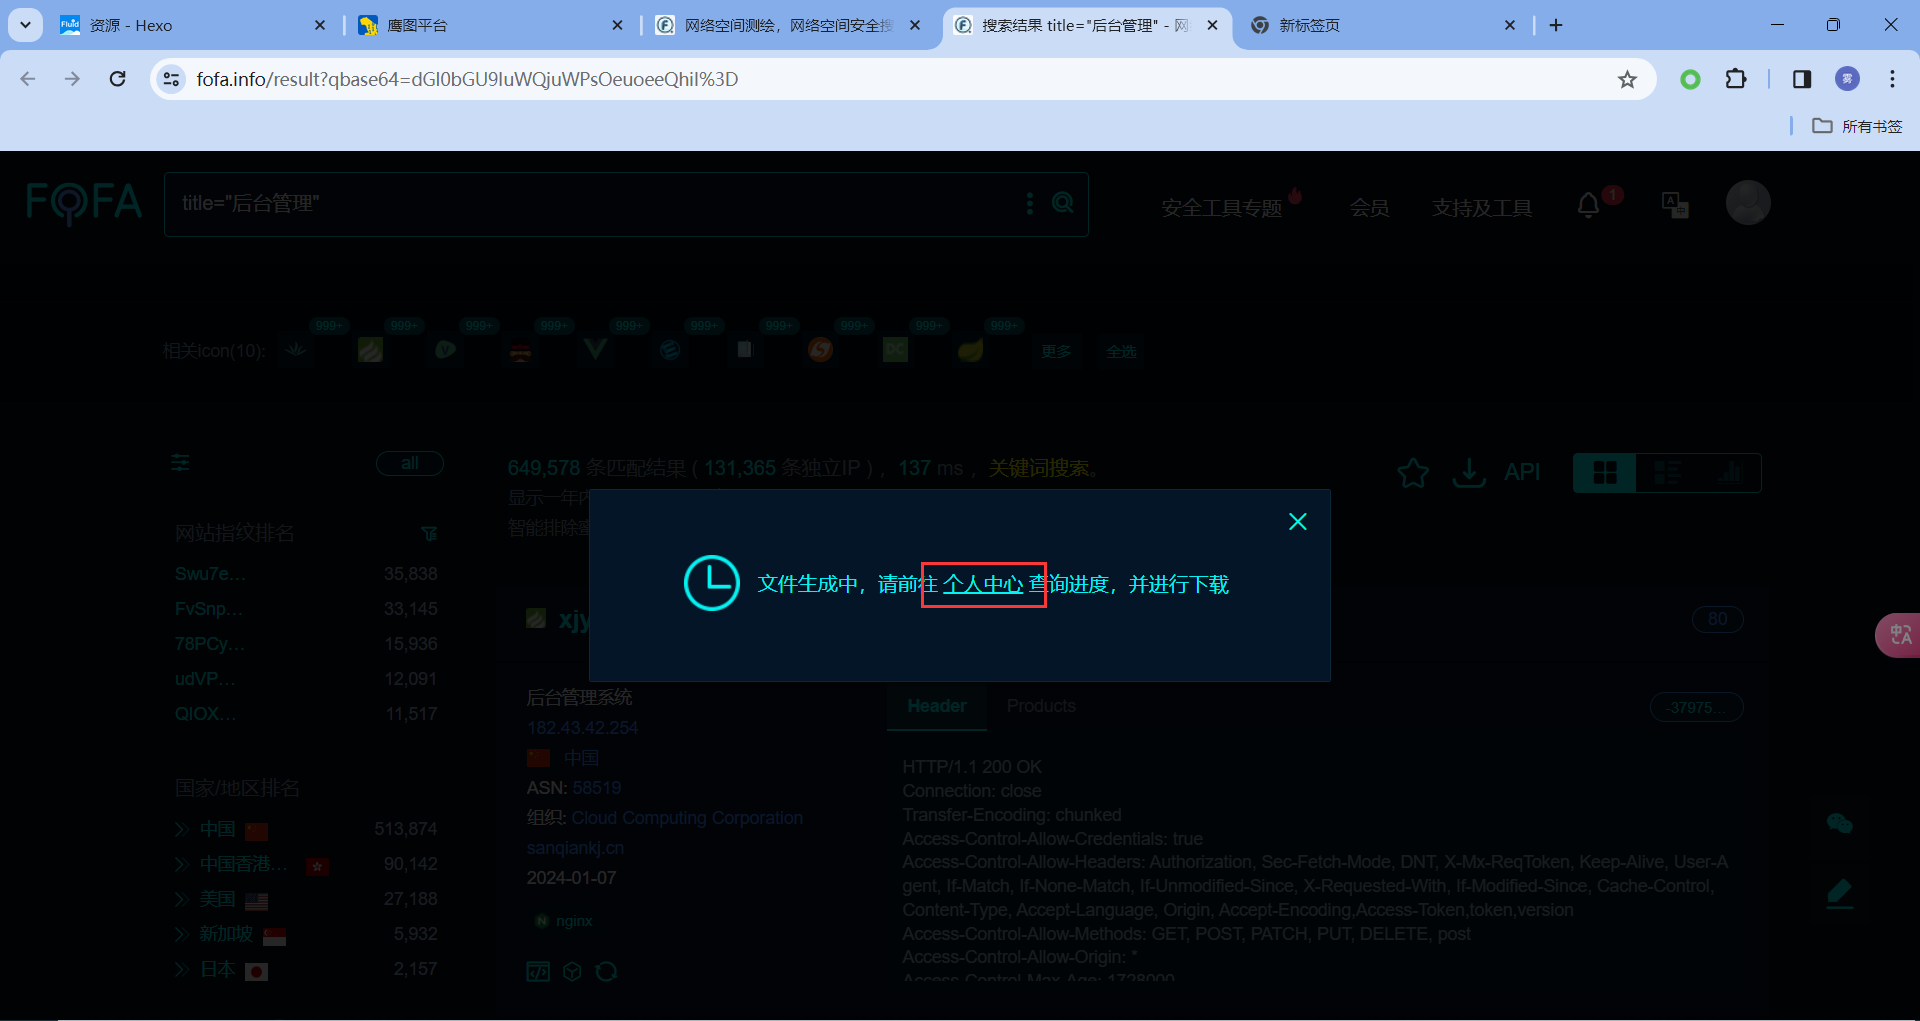 资源 - Hexo
鹰图平台
网络空间测绘，网络空间安全搜
搜索结果 title="后台管理" - 网
新标签页
fofa.info/result?qbase64=dGl0bGU9IuWQjuWPsOeuoeeQhiI%3D
雾
所有书签
FOFA
title="后台管理"
安全工具专题
会员
支持及工具
1
相关icon(10):
999+
999+
999+
999+
999+
999+
999+
999+
999+
999+
更多
全选
all
649,578 条匹配结果 ( 131,365 条独立IP ) ，137 ms ，关键词搜索。
显示一年内
智能排除蜜
API
网站指纹排名
Swu7e... 35,838
FvSnp... 33,145
78PCy... 15,936
udVP... 12,091
QIOX... 11,517
国家/地区排名
中国 513,874
中国香港... 90,142
美国 27,188
新加坡 5,932
日本 2,157
文件生成中，请前往 个人中心 查询进度，并进行下载
xjy
80
后台管理系统
182.43.42.254
中国
ASN: 58519
组织: Cloud Computing Corporation
sanqiankj.cn
2024-01-07
nginx
Header
Products
-37975...
HTTP/1.1 200 OK
Connection: close
Transfer-Encoding: chunked
Access-Control-Allow-Credentials: true
Access-Control-Allow-Headers: Authorization, Sec-Fetch-Mode, DNT, X-Mx-ReqToken, Keep-Alive, User-A
gent, If-Match, If-None-Match, If-Unmodified-Since, X-Requested-With, If-Modified-Since, Cache-Control,
Content-Type, Accept-Language, Origin, Accept-Encoding,Access-Token,token,version
Access-Control-Allow-Methods: GET, POST, PATCH, PUT, DELETE, post
Access-Control-Allow-Origin: *
Access-Control-Max-Age: 1728000